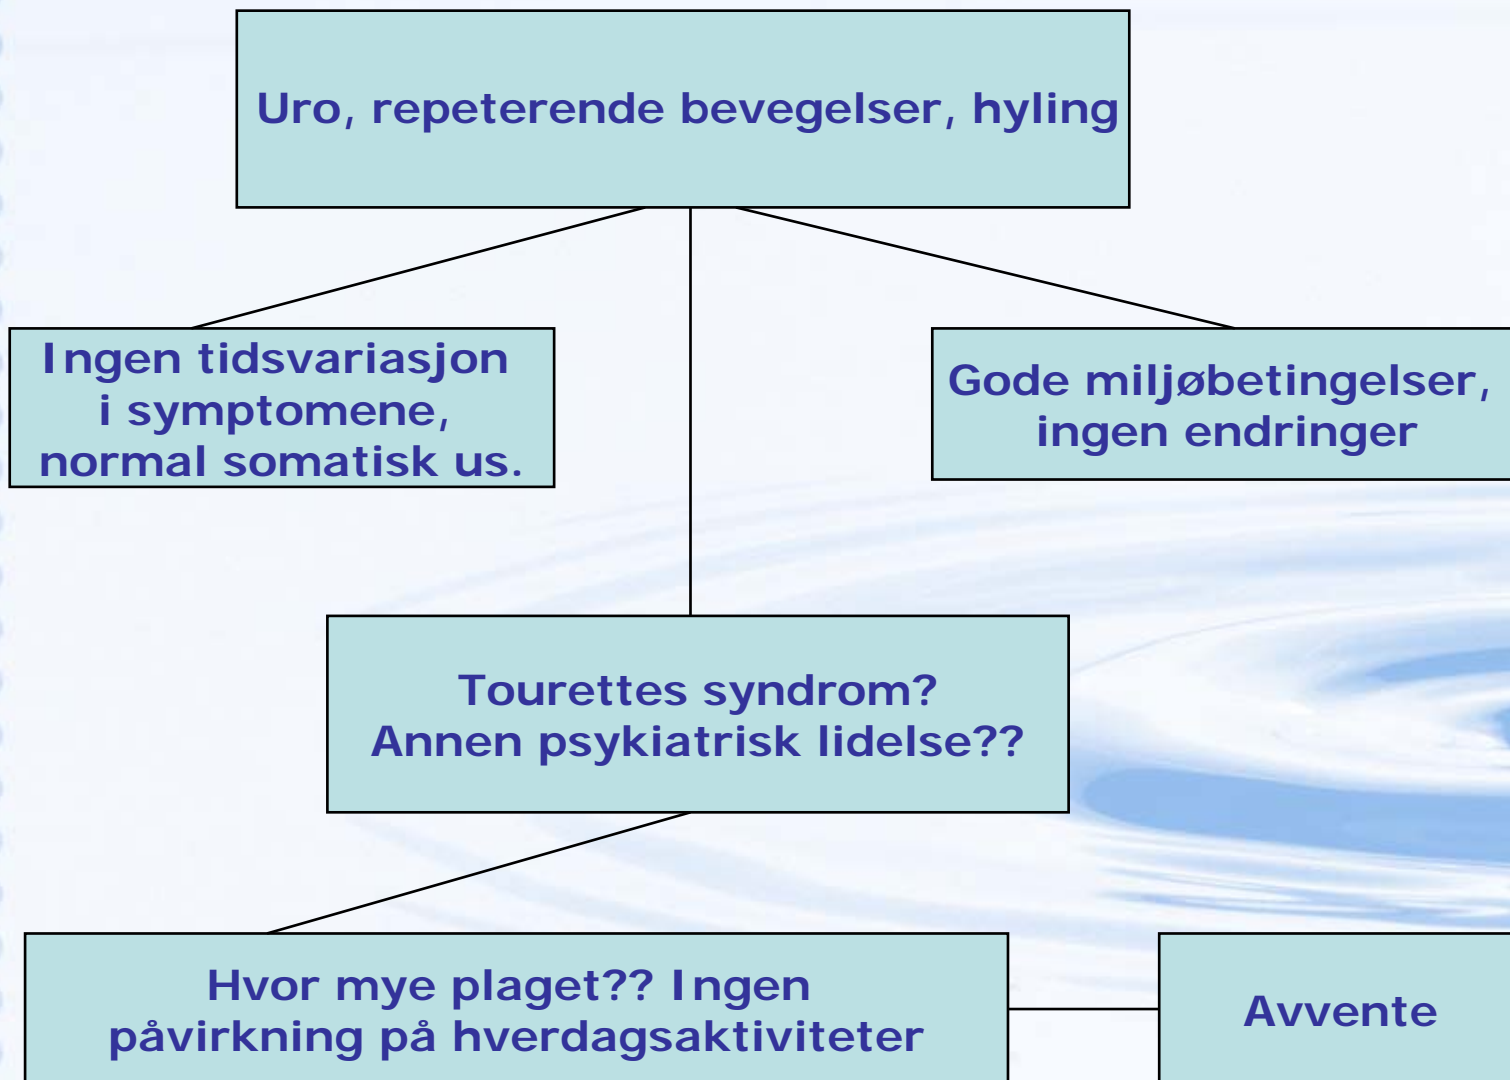 Uro, repeterende bevegelser, hyling
Ingen tidsvariasjon
i symptomene,
normal somatisk us.
Gode miljøbetingelser,
ingen endringer
Tourettes syndrom?
Annen psykiatrisk lidelse??
Hvor mye plaget?? Ingen
påvirkning på hverdagsaktiviteter
Avvente